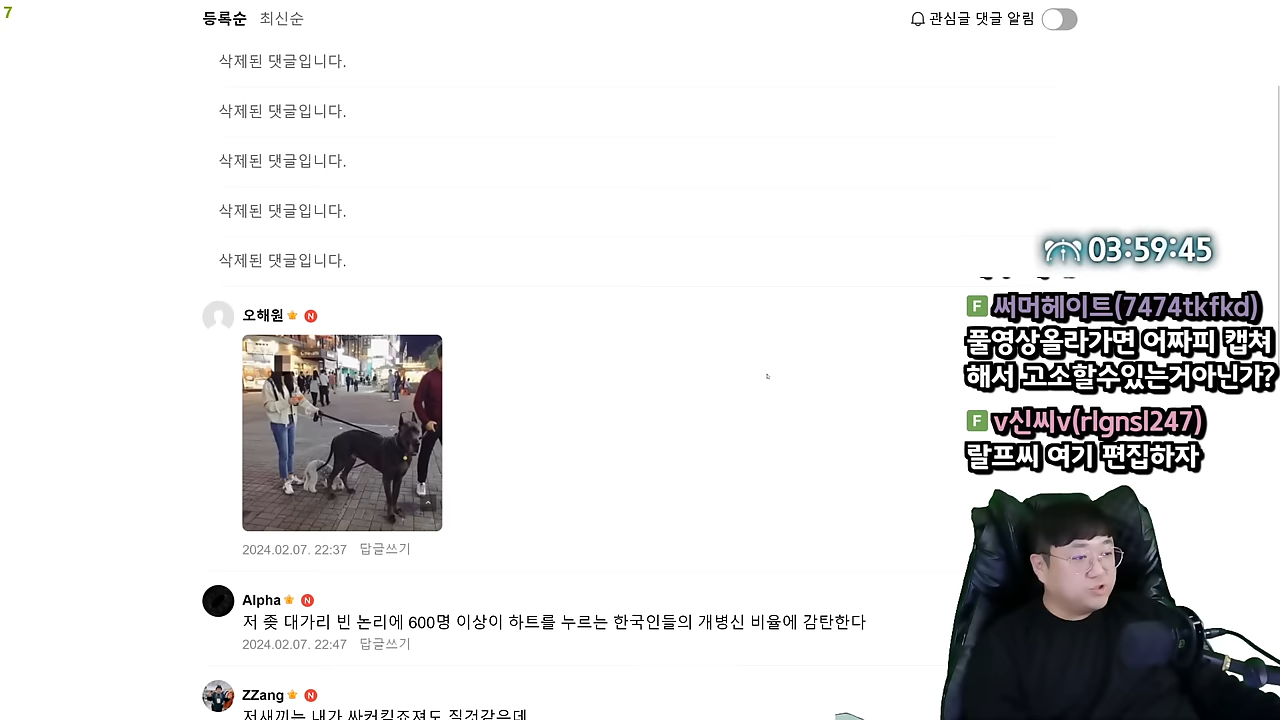 7
등록순 최신순
관심글 댓글 알림
삭제된 댓글입니다.
삭제된 댓글입니다.
삭제된 댓글입니다.
삭제된 댓글입니다.
삭제된 댓글입니다.
03:59:45
F 써머헤이트(7474tkfkd)
풀영상올라가면 어짜피 캡쳐
해서 고소할수있는거아닌가?
F v신씨v(rlgnsl247)
랄프씨 여기 편집하자
오해원 N
2024.02.07. 22:37 답글쓰기
Alpha N
저 좆 대가리 빈 논리에 600명 이상이 하트를 누르는 한국인들의 개병신 비율에 감탄한다
2024.02.07. 22:47 답글쓰기
ZZang N
저새끼는 내가 싸커킥조져도 질것같은데